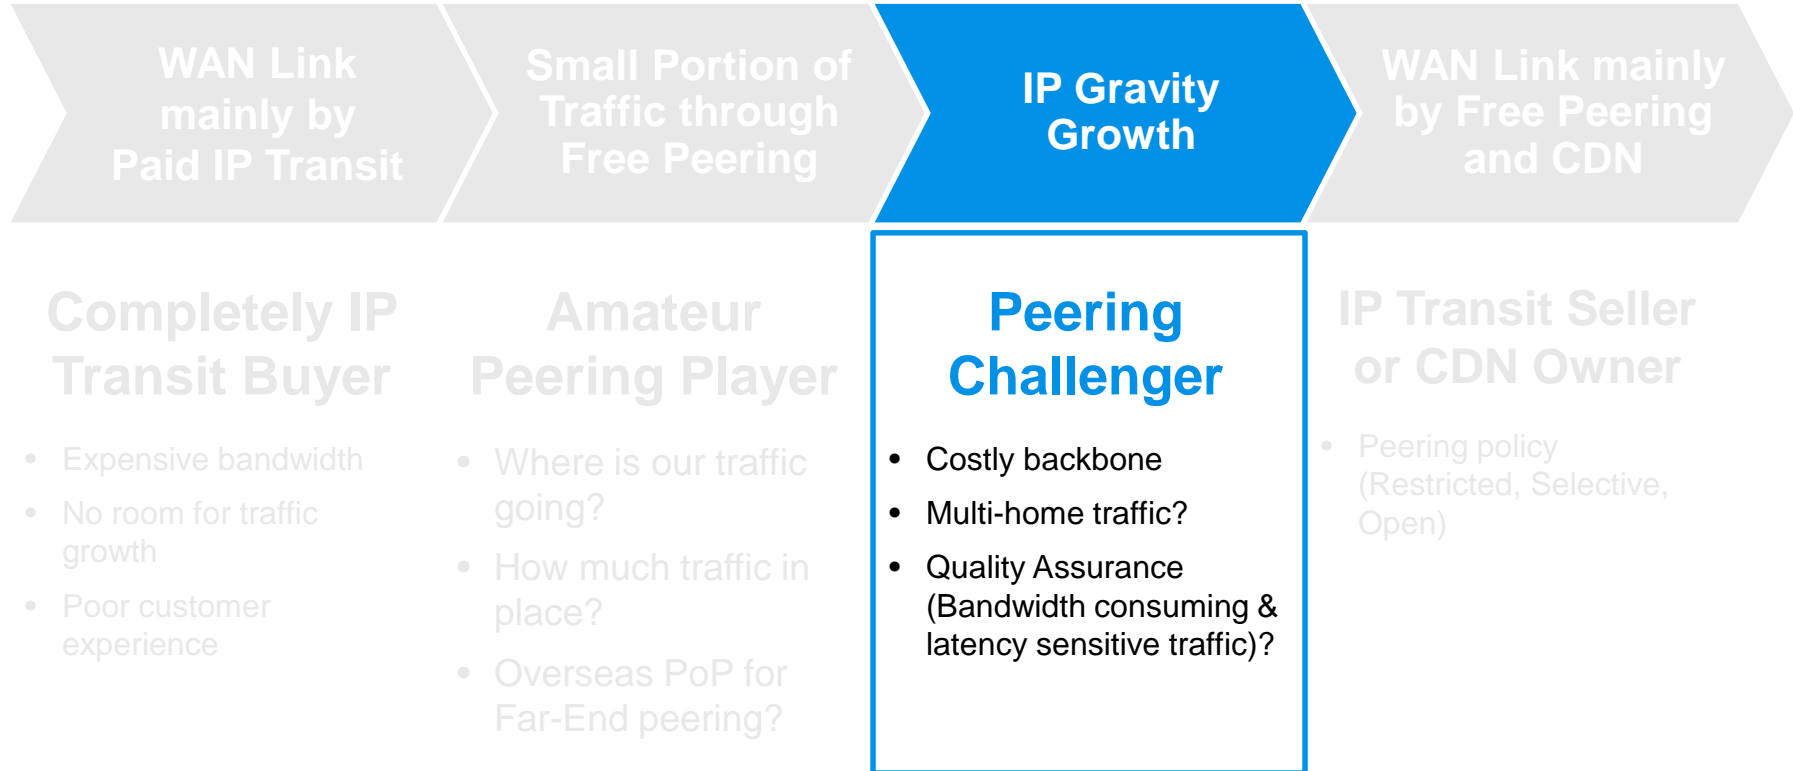 WAN Link
mainly by
Paid IP Transit
Small Portion of
Traffic through
Free Peering
IP Gravity
Growth
WAN Link mainly
by Free Peering
and CDN
Completely IP
Transit Buyer
• Expensive bandwidth
• No room for traffic
growth
• Poor customer
experience
Amateur
Peering Player
• Where is our traffic
going?
• How much traffic in
place?
• Overseas PoP for
Far-End peering?
Peering
Challenger
• Costly backbone
• Multi-home traffic?
• Quality Assurance
(Bandwidth consuming &
latency sensitive traffic)?
IP Transit Seller
or CDN Owner
• Peering policy
(Restricted, Selective,
Open)